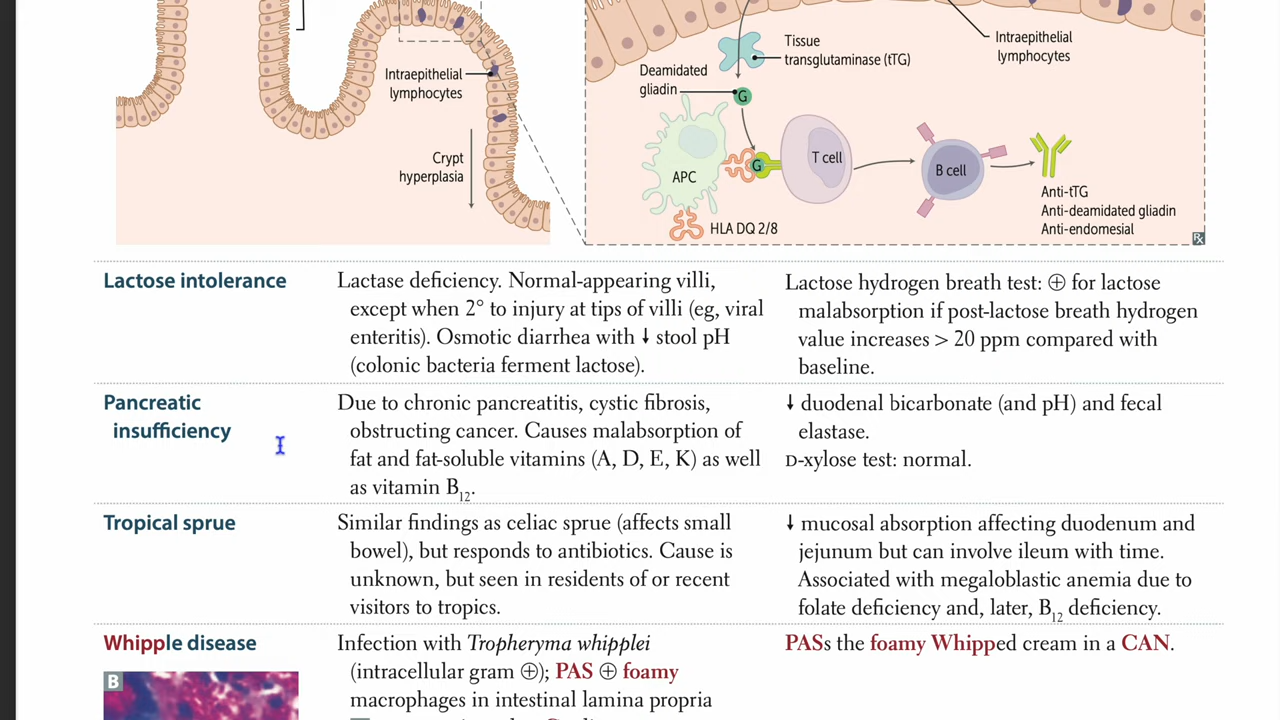 Intraepithelial
lymphocytes
Crypt
hyperplasia
Tissue
transglutaminase (tTG)
Intraepithelial
lymphocytes
Deamidated
gliadin
G
APC
G
T cell
B cell
HLA DQ 2/8
Anti-tTG
Anti-deamidated gliadin
Anti-endomesial
Rx
Lactose intolerance
Lactase deficiency. Normal-appearing villi,
except when 2° to injury at tips of villi (eg, viral
enteritis). Osmotic diarrhea with ↓ stool pH
(colonic bacteria ferment lactose).
Lactose hydrogen breath test: ⊕ for lactose
malabsorption if post-lactose breath hydrogen
value increases > 20 ppm compared with
baseline.
Pancreatic
insufficiency
Due to chronic pancreatitis, cystic fibrosis,
obstructing cancer. Causes malabsorption of
fat and fat-soluble vitamins (A, D, E, K) as well
as vitamin B12.
↓ duodenal bicarbonate (and pH) and fecal
elastase.
D-xylose test: normal.
Tropical sprue
Similar findings as celiac sprue (affects small
bowel), but responds to antibiotics. Cause is
unknown, but seen in residents of or recent
visitors to tropics.
↓ mucosal absorption affecting duodenum and
jejunum but can involve ileum with time.
Associated with megaloblastic anemia due to
folate deficiency and, later, B12 deficiency.
Whipple disease
B
Infection with Tropheryma whipplei
(intracellular gram ⊕); PAS ⊕ foamy
macrophages in intestinal lamina propria
PASs the foamy Whipped cream in a CAN.